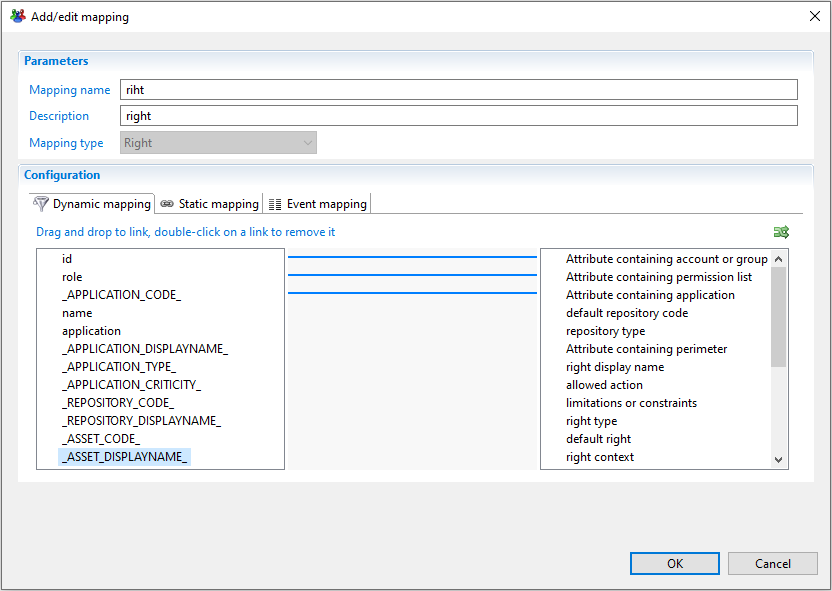 Add/edit mapping
Parameters
Mapping name riht
Description right
Mapping type Right
Configuration
Dynamic mapping Static mapping Event mapping
Drag and drop to link, double-click on a link to remove it
id Attribute containing account or group
role Attribute containing permission list
_APPLICATION_CODE_ Attribute containing application
name default repository code
application repository type
_APPLICATION_DISPLAYNAME_ Attribute containing perimeter
_APPLICATION_TYPE_ right display name
_APPLICATION_CRITICITY_ allowed action
_REPOSITORY_CODE_ limitations or constraints
_REPOSITORY_DISPLAYNAME_ right type
_ASSET_CODE_ default right
_ASSET_DISPLAYNAME_ right context
OK Cancel